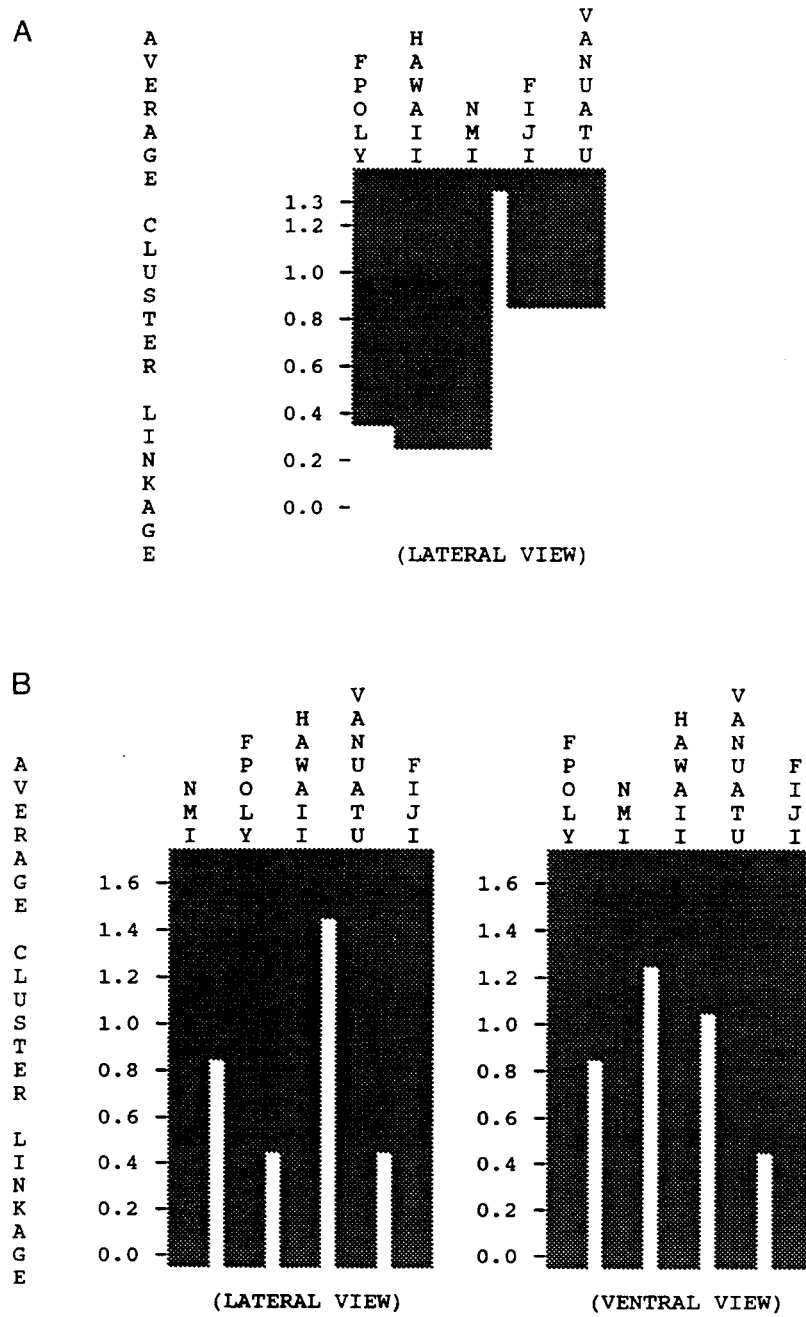 A
AVERAGE CLUSTER LINKAGE
FPOLY
HAWAII
NMI
FIJI
VANUATU
1.3
1.2
1.0
0.8
0.6
0.4
0.2
0.0
(LATERAL VIEW)
B
AVERAGE CLUSTER LINKAGE
NMI
FPOLY
HAWAII
VANUATU
FIJI
1.6
1.4
1.2
1.0
0.8
0.6
0.4
0.2
0.0
(LATERAL VIEW)
FPOLY
NMI
HAWAII
VANUATU
FIJI
1.6
1.4
1.2
1.0
0.8
0.6
0.4
0.2
0.0
(VENTRAL VIEW)